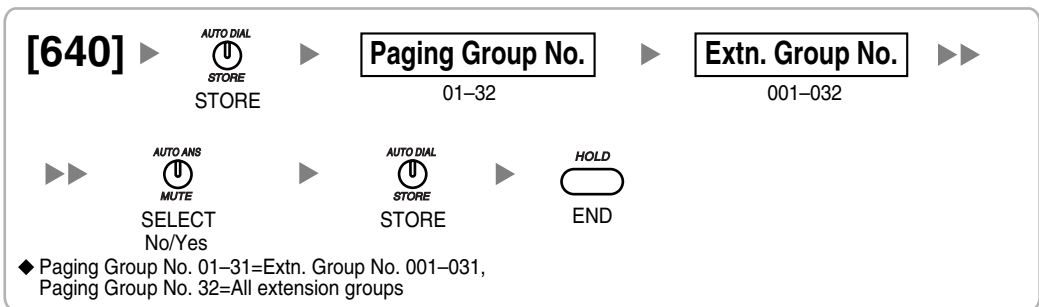 [640] AUTO DIAL STORE STORE Paging Group No. 01–32 Extn. Group No. 001–032
AUTO ANS MUTE SELECT No/Yes AUTO DIAL STORE STORE HOLD END
◆ Paging Group No. 01–31=Extn. Group No. 001–031,
Paging Group No. 32=All extension groups